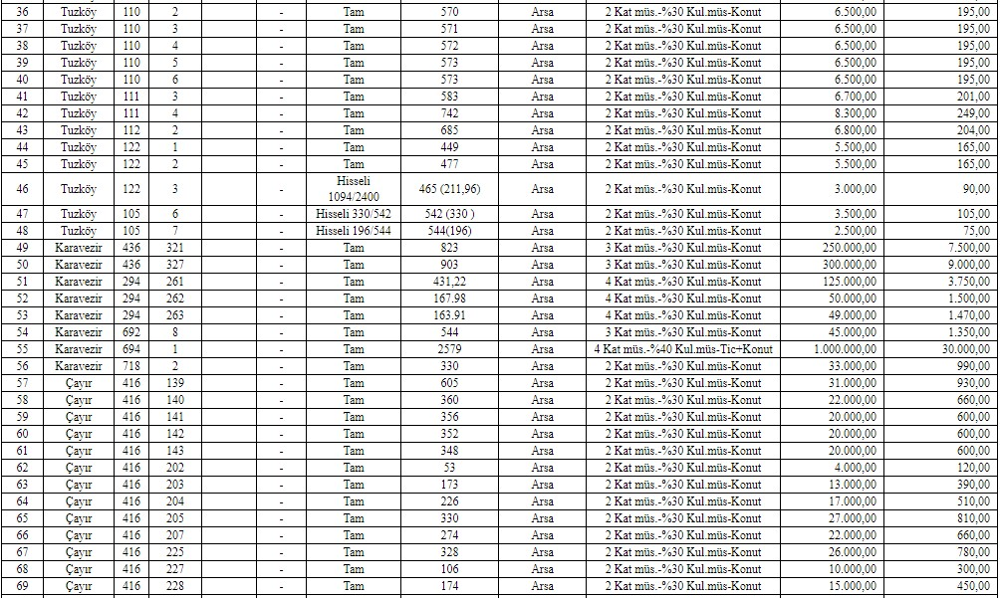 36 Tuzköy 110 2 - Tam 570 Arsa 2 Kat müs.-%30 Kul.müs-Konut 6.500,00 195,00
37 Tuzköy 110 3 - Tam 571 Arsa 2 Kat müs.-%30 Kul.müs-Konut 6.500,00 195,00
38 Tuzköy 110 4 - Tam 572 Arsa 2 Kat müs.-%30 Kul.müs-Konut 6.500,00 195,00
39 Tuzköy 110 5 - Tam 573 Arsa 2 Kat müs.-%30 Kul.müs-Konut 6.500,00 195,00
40 Tuzköy 110 6 - Tam 573 Arsa 2 Kat müs.-%30 Kul.müs-Konut 6.500,00 195,00
41 Tuzköy 111 3 - Tam 583 Arsa 2 Kat müs.-%30 Kul.müs-Konut 6.700,00 201,00
42 Tuzköy 111 4 - Tam 742 Arsa 2 Kat müs.-%30 Kul.müs-Konut 8.300,00 249,00
43 Tuzköy 112 2 - Tam 685 Arsa 2 Kat müs.-%30 Kul.müs-Konut 6.800,00 204,00
44 Tuzköy 122 1 - Tam 449 Arsa 2 Kat müs.-%30 Kul.müs-Konut 5.500,00 165,00
45 Tuzköy 122 2 - Tam 477 Arsa 2 Kat müs.-%30 Kul.müs-Konut 5.500,00 165,00
46 Tuzköy 122 3 - Hisseli 1094/2400 465 (211,96) Arsa 2 Kat müs.-%30 Kul.müs-Konut 3.000,00 90,00
47 Tuzköy 105 6 - Hisseli 330/542 542 (330 ) Arsa 2 Kat müs.-%30 Kul.müs-Konut 3.500,00 105,00
48 Tuzköy 105 7 - Hisseli 196/544 544(196) Arsa 2 Kat müs.-%30 Kul.müs-Konut 2.500,00 75,00
49 Karavezir 436 321 - Tam 823 Arsa 3 Kat müs.-%30 Kul.müs-Konut 250.000,00 7.500,00
50 Karavezir 436 327 - Tam 903 Arsa 3 Kat müs.-%30 Kul.müs-Konut 300.000,00 9.000,00
51 Karavezir 294 261 - Tam 431,22 Arsa 4 Kat müs.-%30 Kul.müs-Konut 125.000,00 3.750,00
52 Karavezir 294 262 - Tam 167.98 Arsa 4 Kat müs.-%30 Kul.müs-Konut 50.000,00 1.500,00
53 Karavezir 294 263 - Tam 163.91 Arsa 4 Kat müs.-%30 Kul.müs-Konut 49.000,00 1.470,00
54 Karavezir 692 8 - Tam 544 Arsa 3 Kat müs.-%30 Kul.müs-Konut 45.000,00 1.350,00
55 Karavezir 694 1 - Tam 2579 Arsa 4 Kat müs.-%40 Kul.müs-Tic+Konut 1.000.000,00 30.000,00
56 Karavezir 718 2 - Tam 330 Arsa 2 Kat müs.-%30 Kul.müs-Konut 33.000,00 990,00
57 Çayır 416 139 - Tam 605 Arsa 2 Kat müs.-%30 Kul.müs-Konut 31.000,00 930,00
58 Çayır 416 140 - Tam 360 Arsa 2 Kat müs.-%30 Kul.müs-Konut 22.000,00 660,00
59 Çayır 416 141 - Tam 356 Arsa 2 Kat müs.-%30 Kul.müs-Konut 20.000,00 600,00
60 Çayır 416 142 - Tam 352 Arsa 2 Kat müs.-%30 Kul.müs-Konut 20.000,00 600,00
61 Çayır 416 143 - Tam 348 Arsa 2 Kat müs.-%30 Kul.müs-Konut 20.000,00 600,00
62 Çayır 416 202 - Tam 53 Arsa 2 Kat müs.-%30 Kul.müs-Konut 4.000,00 120,00
63 Çayır 416 203 - Tam 173 Arsa 2 Kat müs.-%30 Kul.müs-Konut 13.000,00 390,00
64 Çayır 416 204 - Tam 226 Arsa 2 Kat müs.-%30 Kul.müs-Konut 17.000,00 510,00
65 Çayır 416 205 - Tam 330 Arsa 2 Kat müs.-%30 Kul.müs-Konut 27.000,00 810,00
66 Çayır 416 207 - Tam 274 Arsa 2 Kat müs.-%30 Kul.müs-Konut 22.000,00 660,00
67 Çayır 416 225 - Tam 328 Arsa 2 Kat müs.-%30 Kul.müs-Konut 26.000,00 780,00
68 Çayır 416 227 - Tam 106 Arsa 2 Kat müs.-%30 Kul.müs-Konut 10.000,00 300,00
69 Çayır 416 228 - Tam 174 Arsa 2 Kat müs.-%30 Kul.müs-Konut 15.000,00 450,00